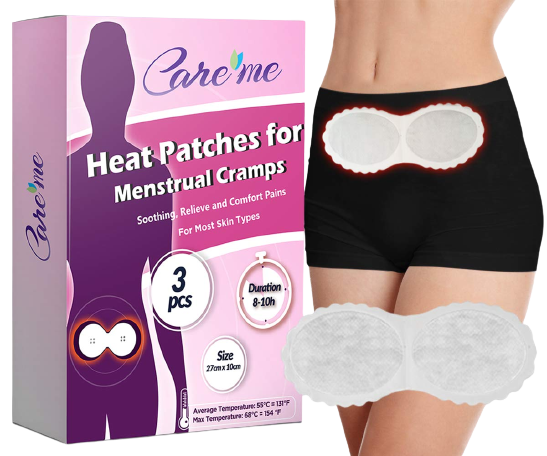 Care me
Care me
Heat Patches for
Menstrual Cramps
Soothing, Relieve and Comfort Pains
For Most Skin Types
3
pcs
Duration
8-10h
Size
27cm x 10cm
Average Temperature: 55°C = 131°F
Max Temperature: 68°C = 154 °F